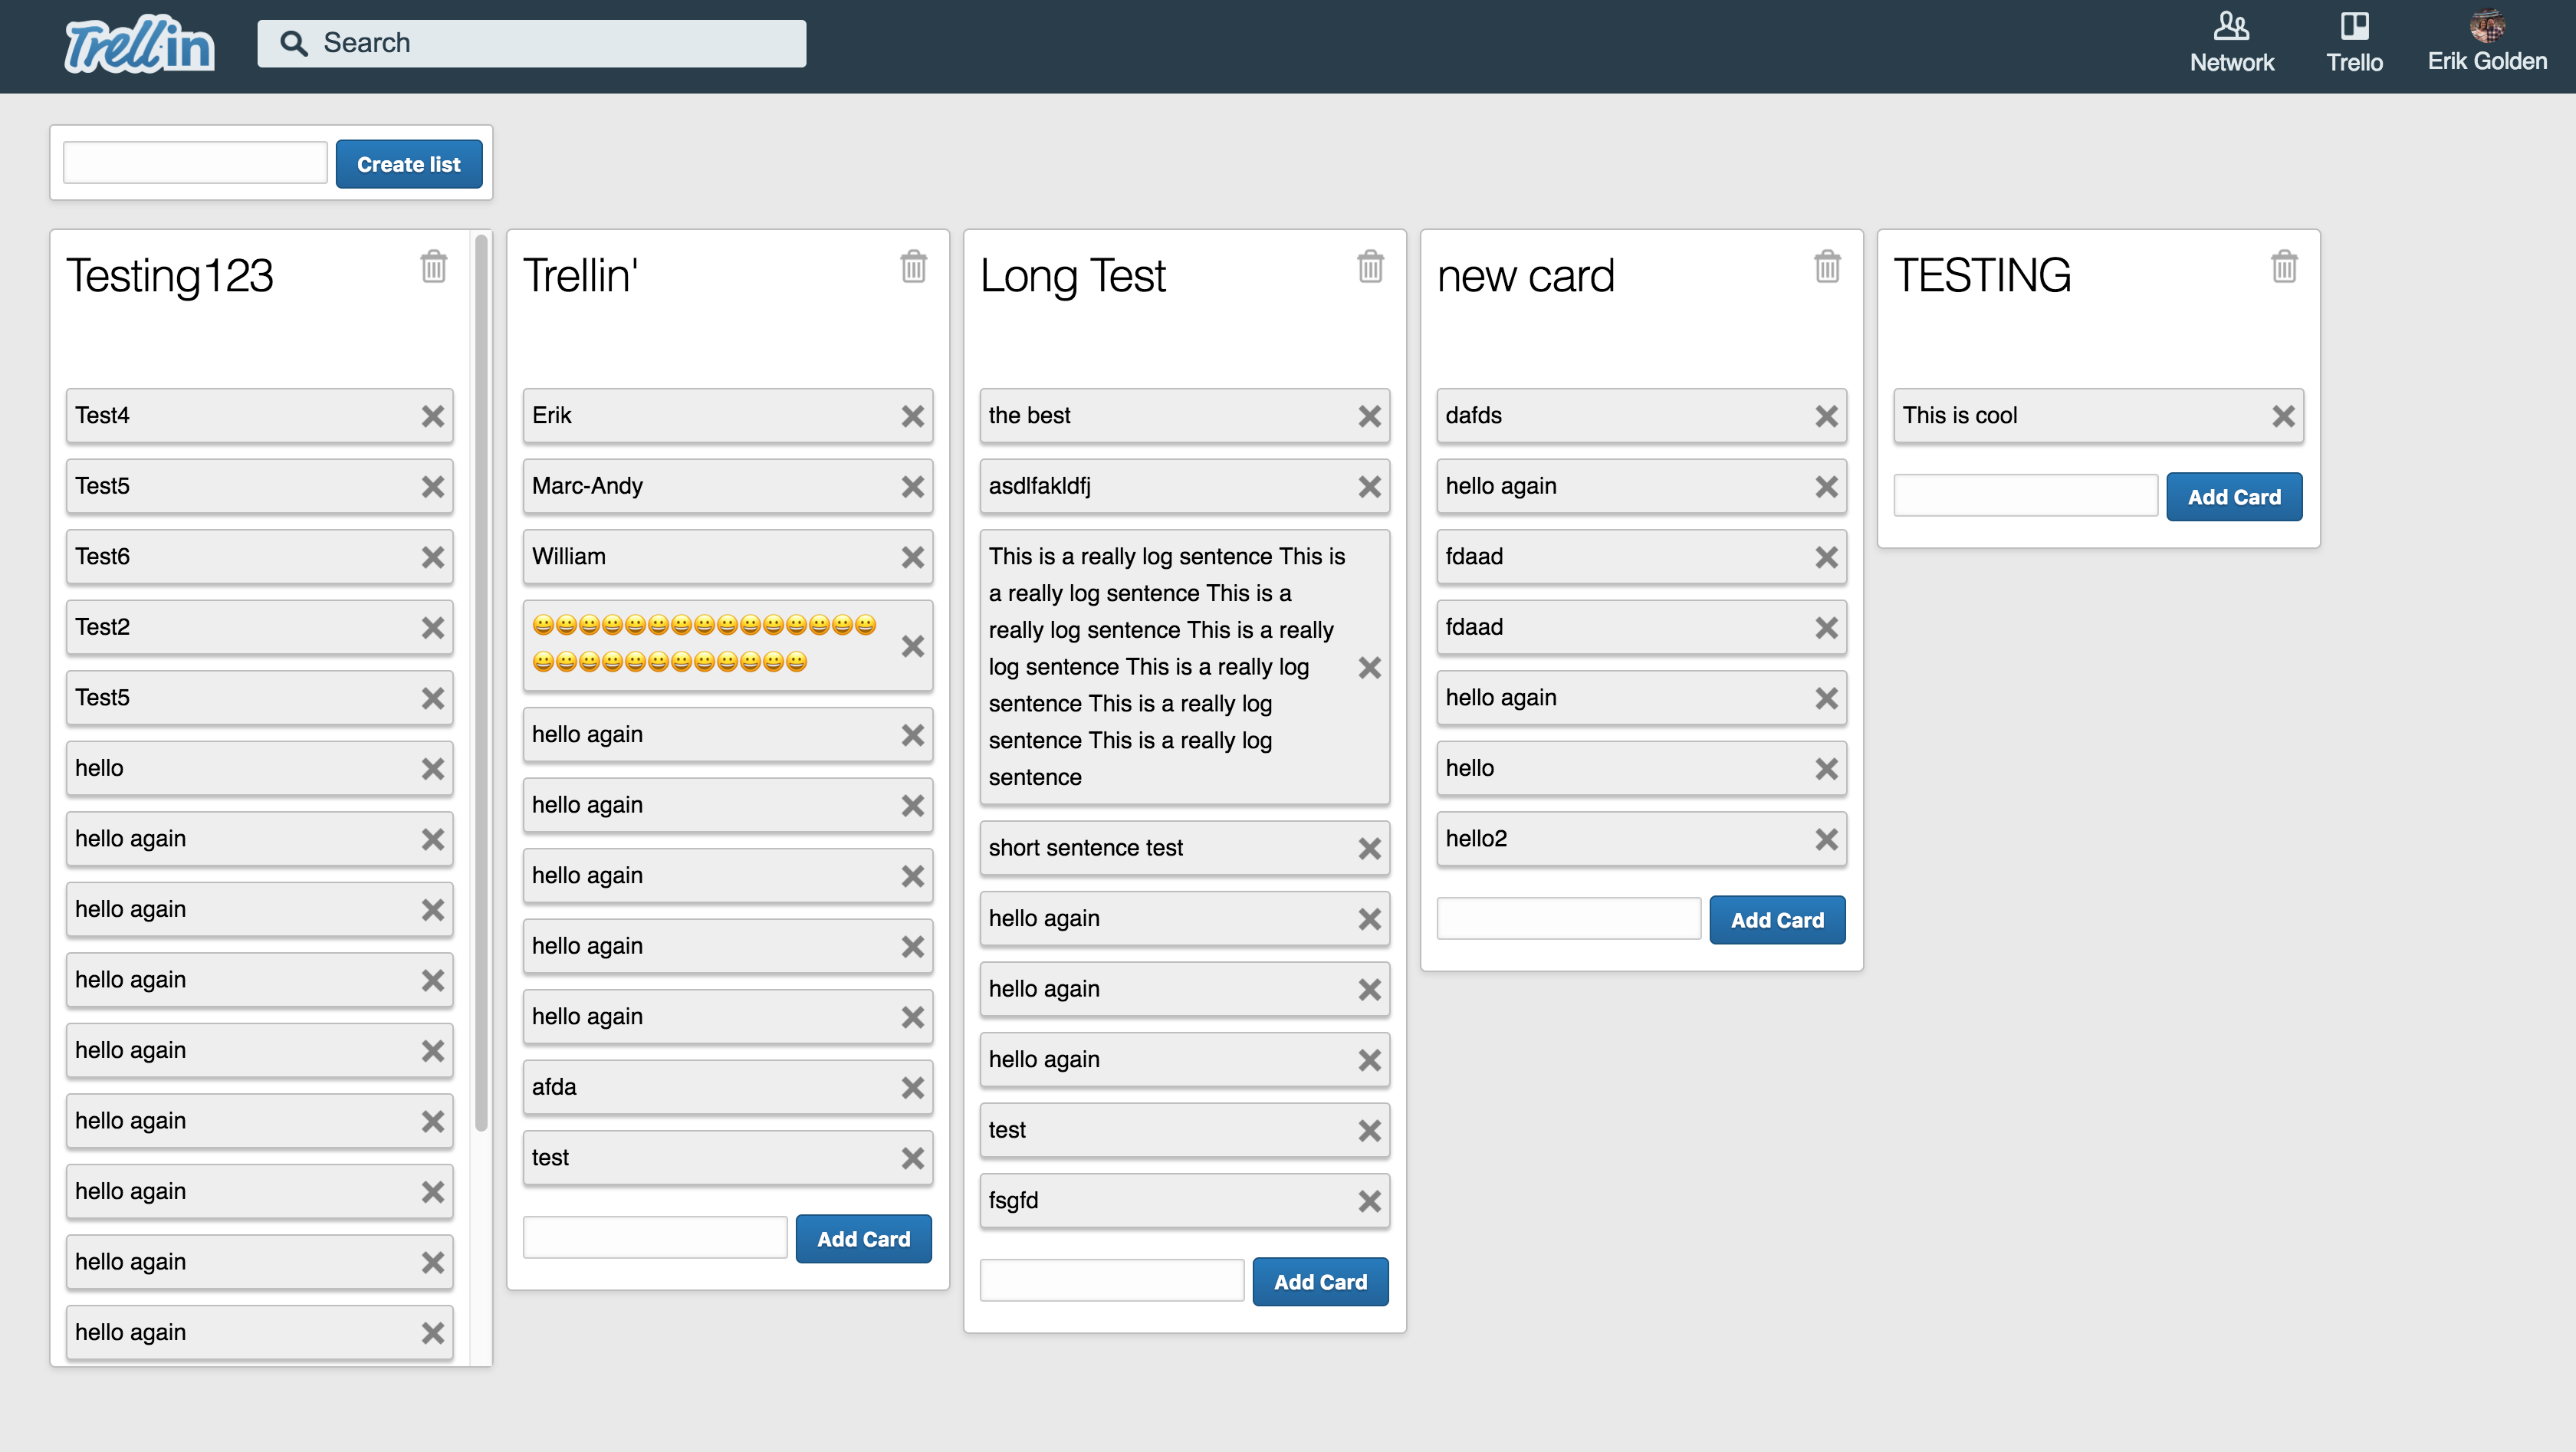 Trell·in
Search
Network
Trello
Erik Golden
Create list
Testing123
Test4
Test5
Test6
Test2
Test5
hello
hello again
hello again
hello again
hello again
hello again
hello again
hello again
hello again
Trellin'
Erik
Marc-Andy
William
😀😀😀😀😀😀😀😀😀😀😀😀😀😀😀
😀😀😀😀😀😀😀😀😀😀😀😀
hello again
hello again
hello again
hello again
hello again
afda
test
Add Card
Long Test
the best
asdlfakldfj
This is a really log sentence This is
a really log sentence This is a
really log sentence This is a really
log sentence This is a really log
sentence This is a really log
sentence This is a really log
sentence
short sentence test
hello again
hello again
hello again
test
fsgfd
Add Card
new card
dafds
hello again
fdaad
fdaad
hello again
hello
hello2
Add Card
TESTING
This is cool
Add Card